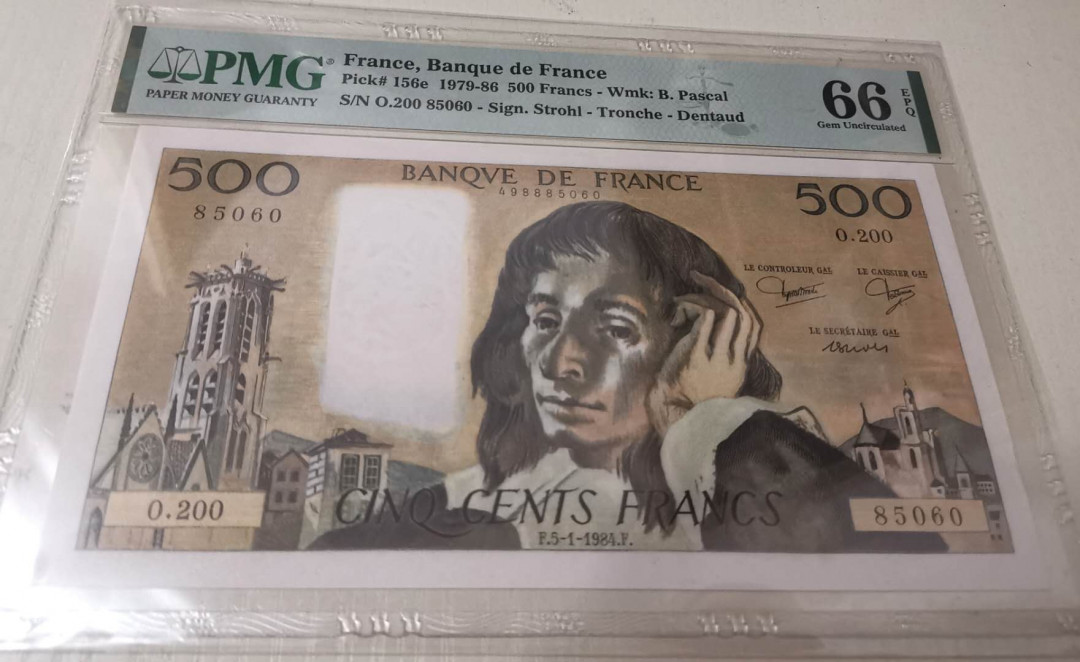 PMG®
PAPER MONEY GUARANTY
France, Banque de France
Pick# 156e 1979-86 500 Francs - Wmk: B. Pascal
S/N O.200 85060 - Sign. Strohl - Tronche - Dentaud
66 EPQ
Gem Uncirculated
500
BANQVE DE FRANCE
500
498885060
85060
O.200
LE CONTROLEUR GAL
LE CAISSIER GAL
LE SECRÉTAIRE GAL
O.200
CINQ CENTS FRANCS
85060
F.5-1-1984.F.